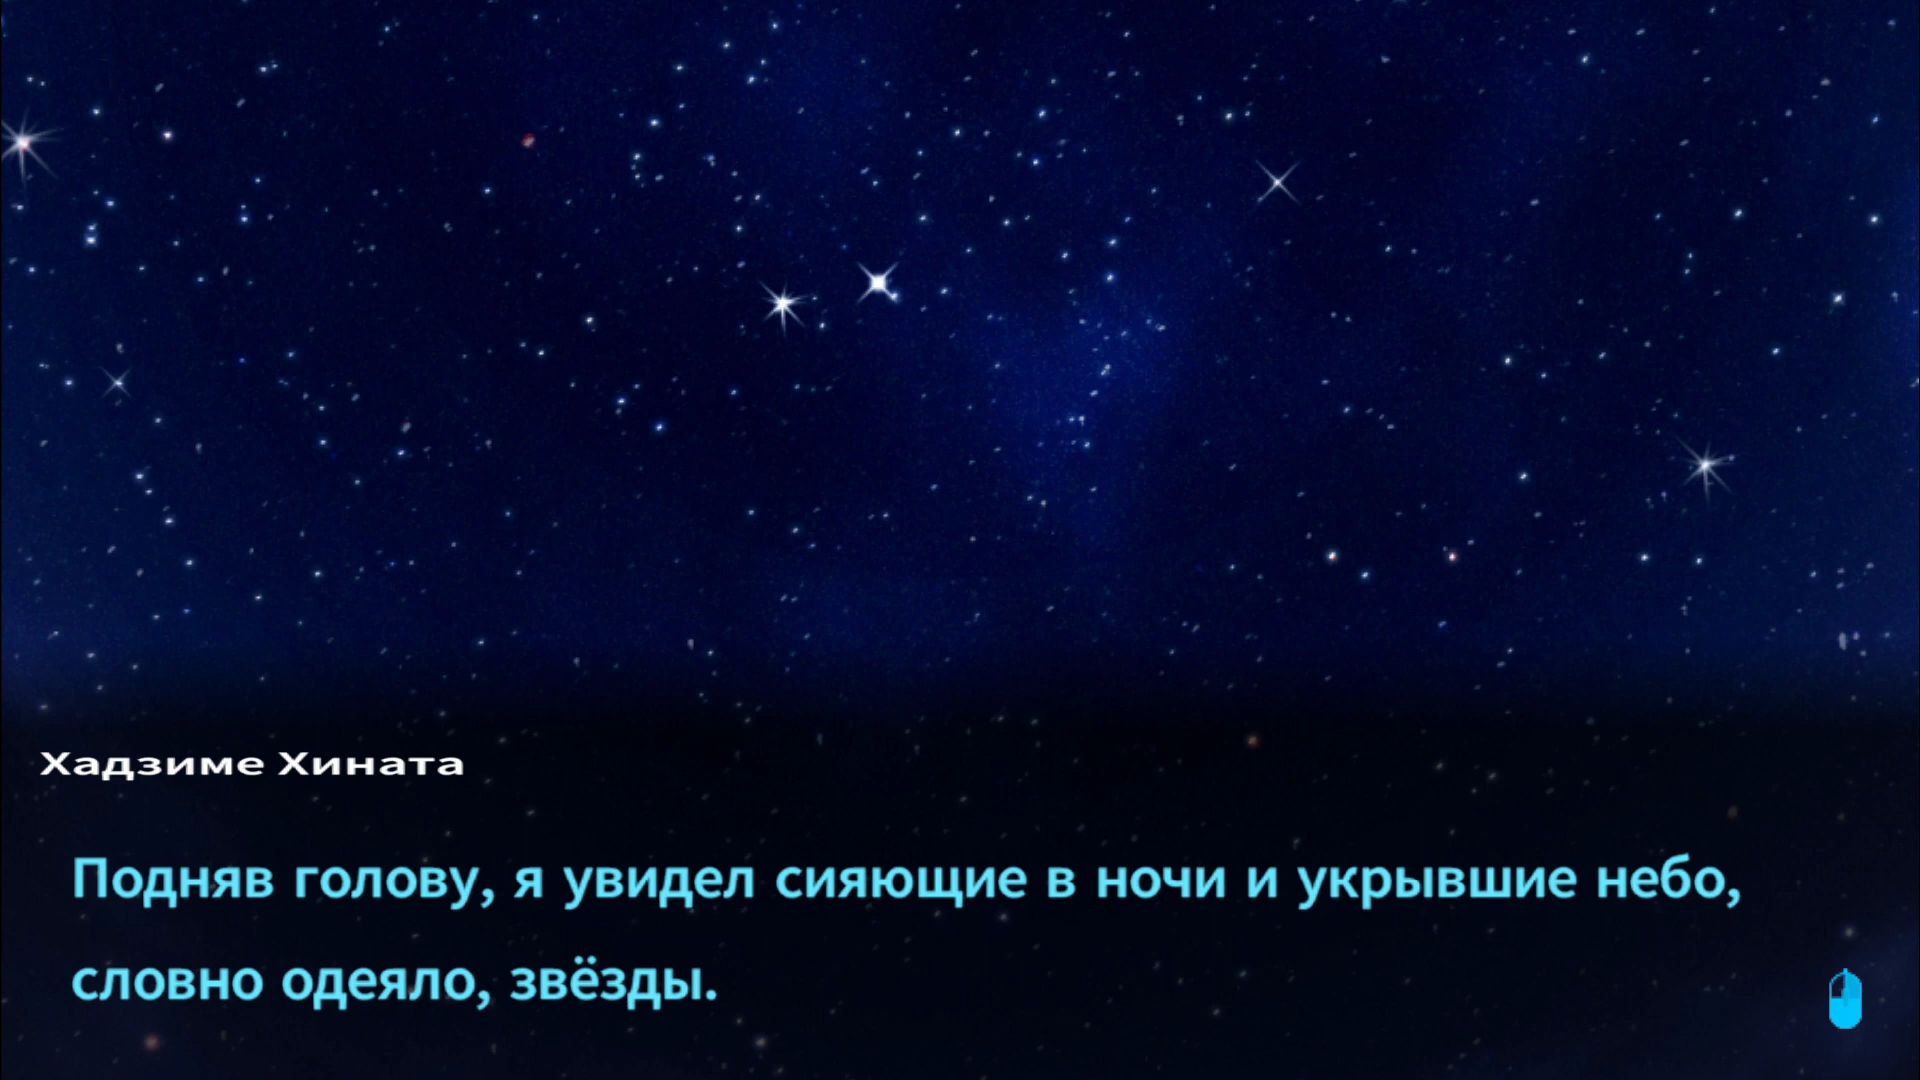 Хадзиме Хината
Подняв голову, я увидел сияющие в ночи и укрывшие небо,
словно одеяло, звёзды.